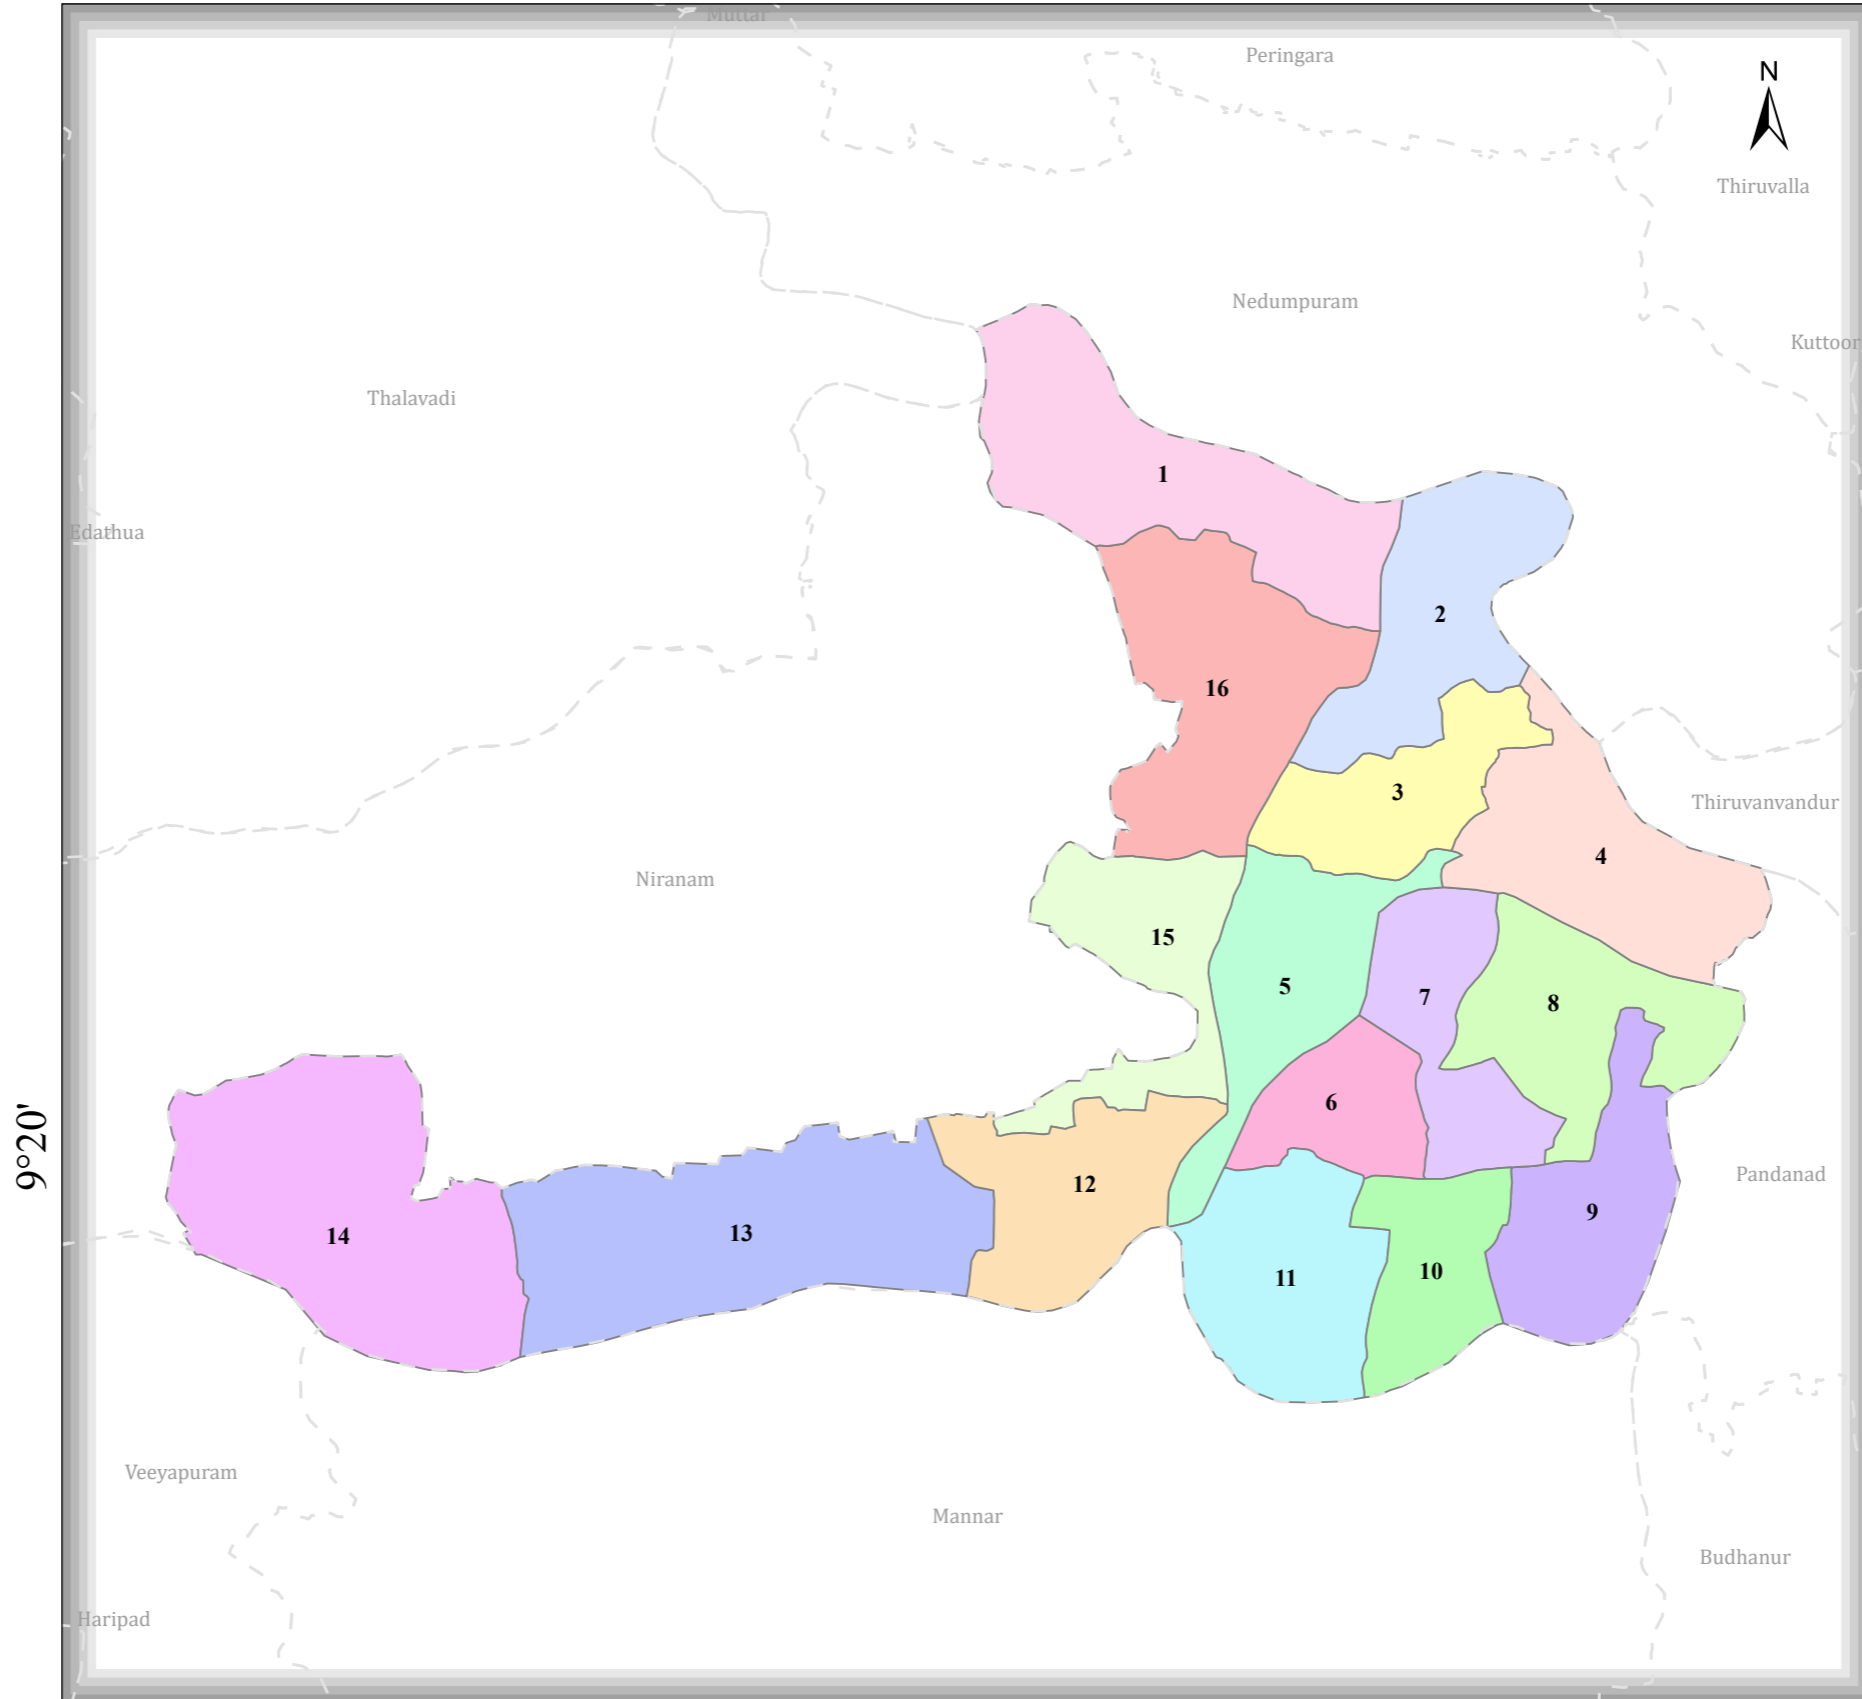 Muttar
Peringara
N
Thiruvalla
Nedumpuram
Kuttoor
Thalavadi
1
Edathua
2
16
3
Thiruvanvandur
4
Niranam
15
5
7
8
6
9°20'
Pandanad
12
9
13
14
10
11
Veeyapuram
Mannar
Budhanur
Haripad